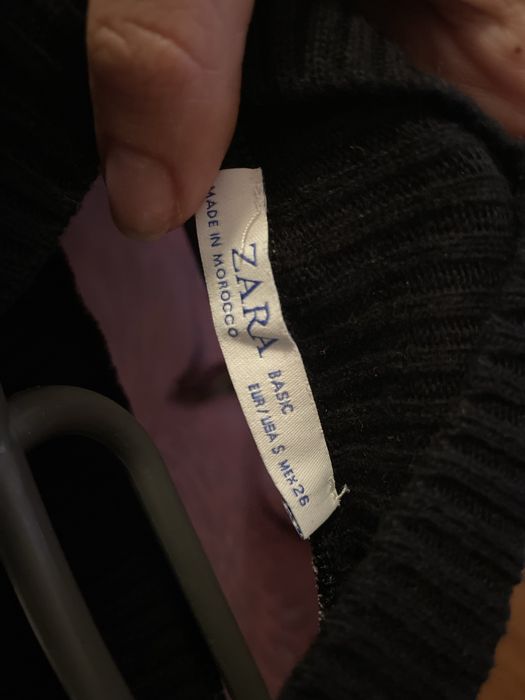 ZARA BASIC
MADE IN MOROCCO
EUR/USA S MEX 26